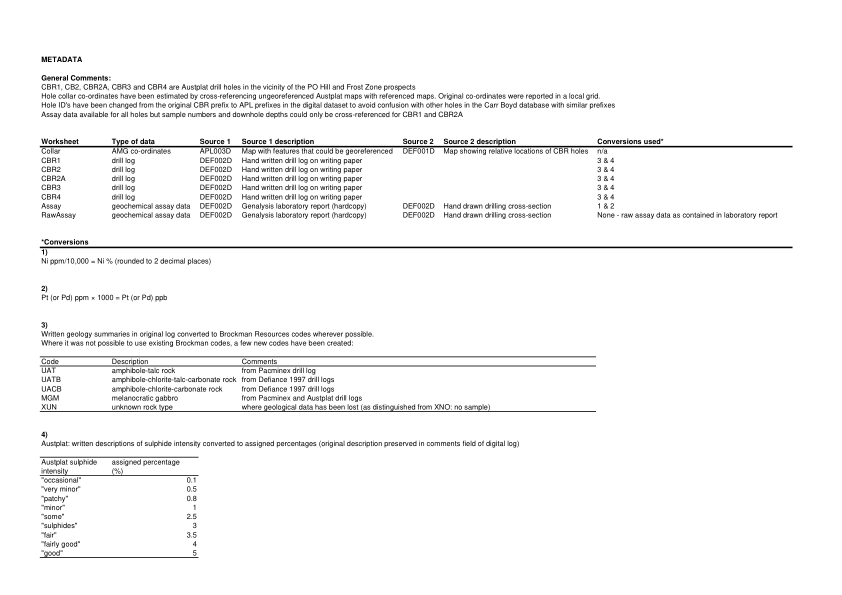 METADATA
General Comments:
CBR1, CB2, CBR2A, CBR3 and CBR4 are Austplat drill holes in the vicinity of the PO Hill and Frost Zone prospects
Hole collar co-ordinates have been estimated by cross-referencing ungeoreferenced Austplat maps with referenced maps. Original co-ordinates were reported in a local grid.
Hole ID's have been changed from the original CBR prefix to APL prefixes in the digital dataset to avoid confusion with other holes in the Carr Boyd database with similar prefixes
Assay data available for all holes but sample numbers and downhole depths could only be cross-referenced for CBR1 and CBR2A
Worksheet Type of data Source 1 Source 1 description Source 2 Source 2 description Conversions used*
Collar AMG co-ordinates APL003D Map with features that could be georeferenced DEF001D Map showing relative locations of CBR holes n/a
CBR1 drill log DEF002D Hand written drill log on writing paper 3 & 4
CBR2 drill log DEF002D Hand written drill log on writing paper 3 & 4
CBR2A drill log DEF002D Hand written drill log on writing paper 3 & 4
CBR3 drill log DEF002D Hand written drill log on writing paper 3 & 4
CBR4 drill log DEF002D Hand written drill log on writing paper 3 & 4
Assay geochemical assay data DEF002D Genalysis laboratory report (hardcopy) DEF002D Hand drawn drilling cross-section 1 & 2
RawAssay geochemical assay data DEF002D Genalysis laboratory report (hardcopy) DEF002D Hand drawn drilling cross-section None - raw assay data as contained in laboratory report
*Conversions
1)
Ni ppm/10,000 = Ni % (rounded to 2 decimal places)
2)
Pt (or Pd) ppm × 1000 = Pt (or Pd) ppb
3)
Written geology summaries in original log converted to Brockman Resources codes wherever possible.
Where it was not possible to use existing Brockman codes, a few new codes have been created:
Code Description Comments
UAT amphibole-talc rock from Pacminex drill log
UATB amphibole-chlorite-talc-carbonate rock from Defiance 1997 drill logs
UACB amphibole-chlorite-carbonate rock from Defiance 1997 drill logs
MGM melanocratic gabbro from Pacminex and Austplat drill logs
XUN unknown rock type where geological data has been lost (as distinguished from XNO: no sample)
4)
Austplat: written descriptions of sulphide intensity converted to assigned percentages (original description preserved in comments field of digital log)
Austplat sulphide assigned percentage
intensity (%)
"occasional" 0.1
"very minor" 0.5
"patchy" 0.8
"minor" 1
"some" 2.5
"sulphides" 3
"fair" 3.5
"fairly good" 4
"good" 5